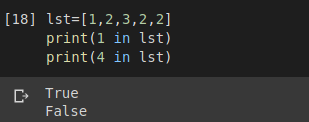 [18] lst=[1,2,3,2,2]
print(1 in lst)
print(4 in lst)
True
False